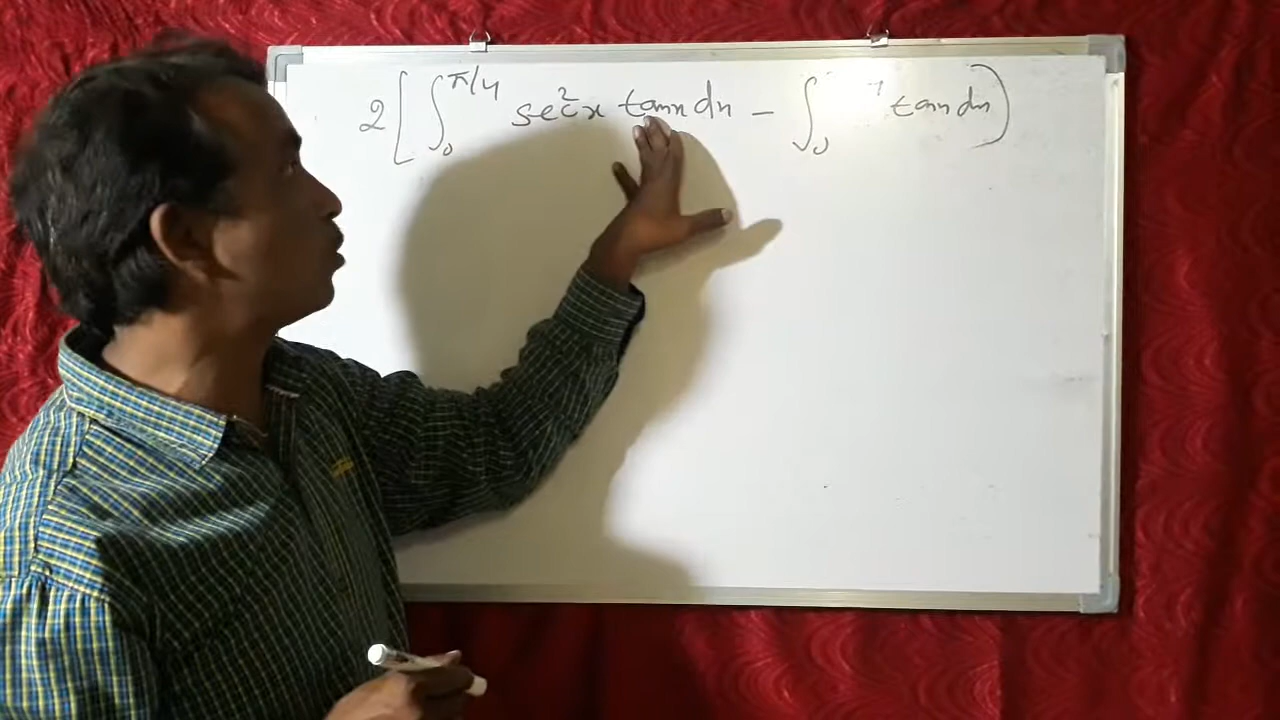 2[∫₀^π/4 sec²x tanx dx − ∫₀ tanx dx)